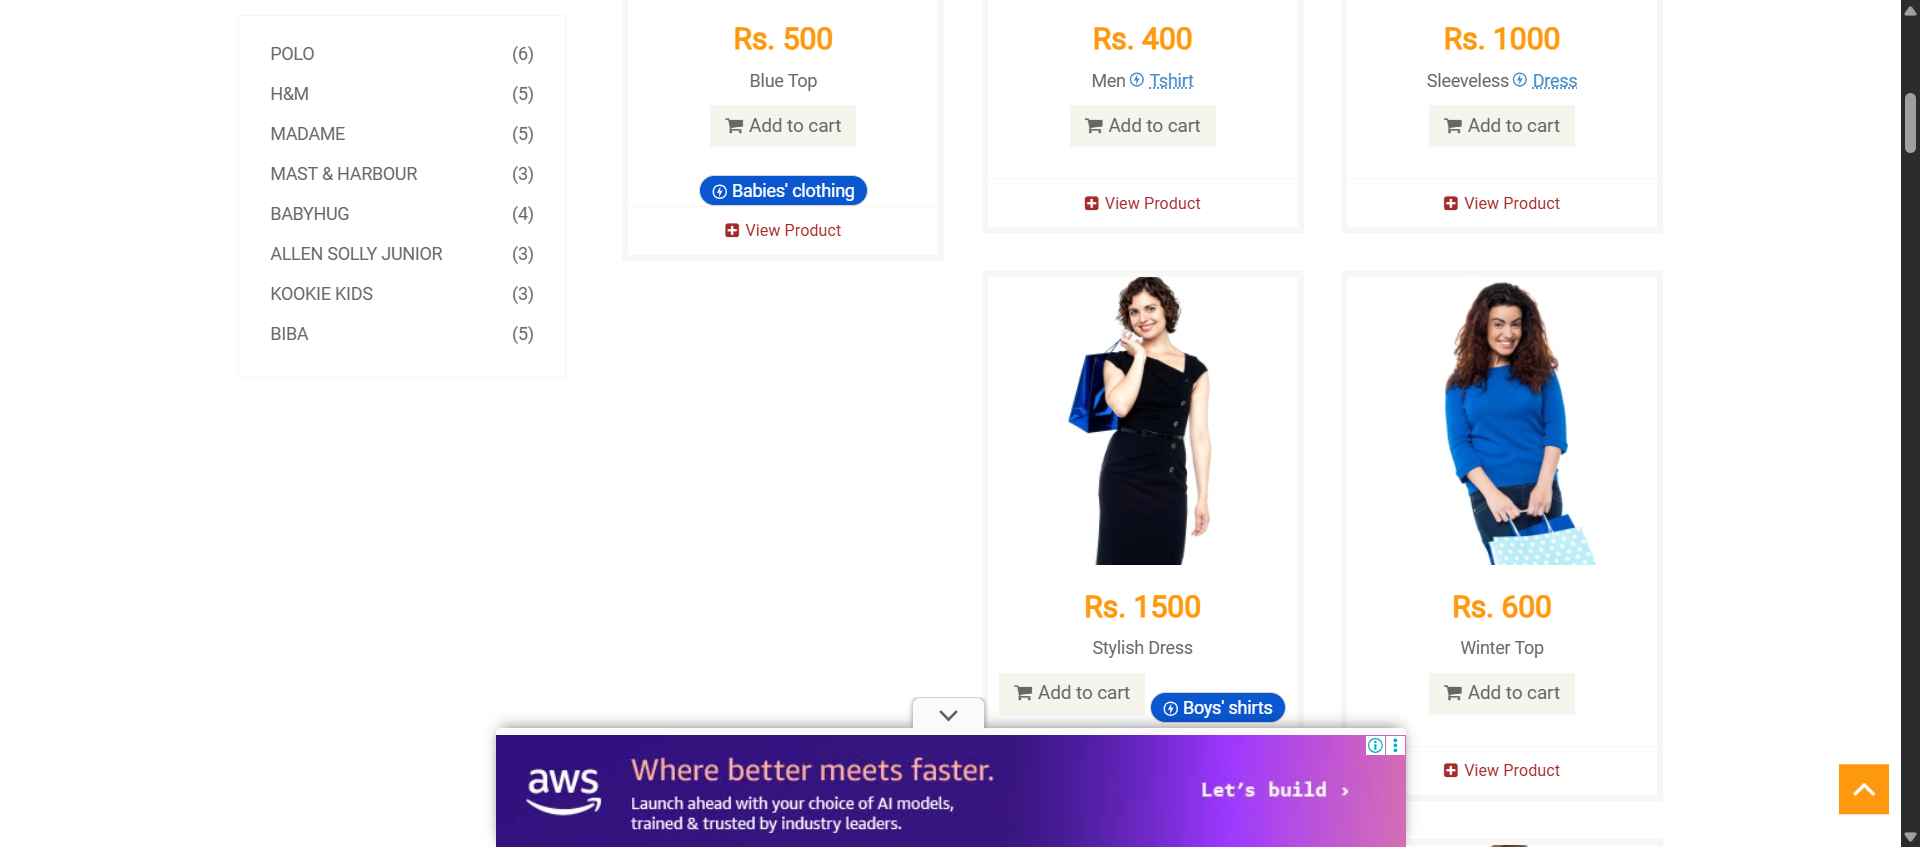 POLO (6)
H&M (5)
MADAME (5)
MAST & HARBOUR (3)
BABYHUG (4)
ALLEN SOLLY JUNIOR (3)
KOOKIE KIDS (3)
BIBA (5)
Rs. 500
Blue Top
Add to cart
Babies' clothing
View Product
Rs. 400
Men Tshirt
Add to cart
View Product
Rs. 1000
Sleeveless Dress
Add to cart
View Product
Rs. 1500
Stylish Dress
Add to cart
Boys' shirts
Rs. 600
Winter Top
Add to cart
View Product
aws
Where better meets faster.
Launch ahead with your choice of AI models,
trained & trusted by industry leaders.
Let's build ›